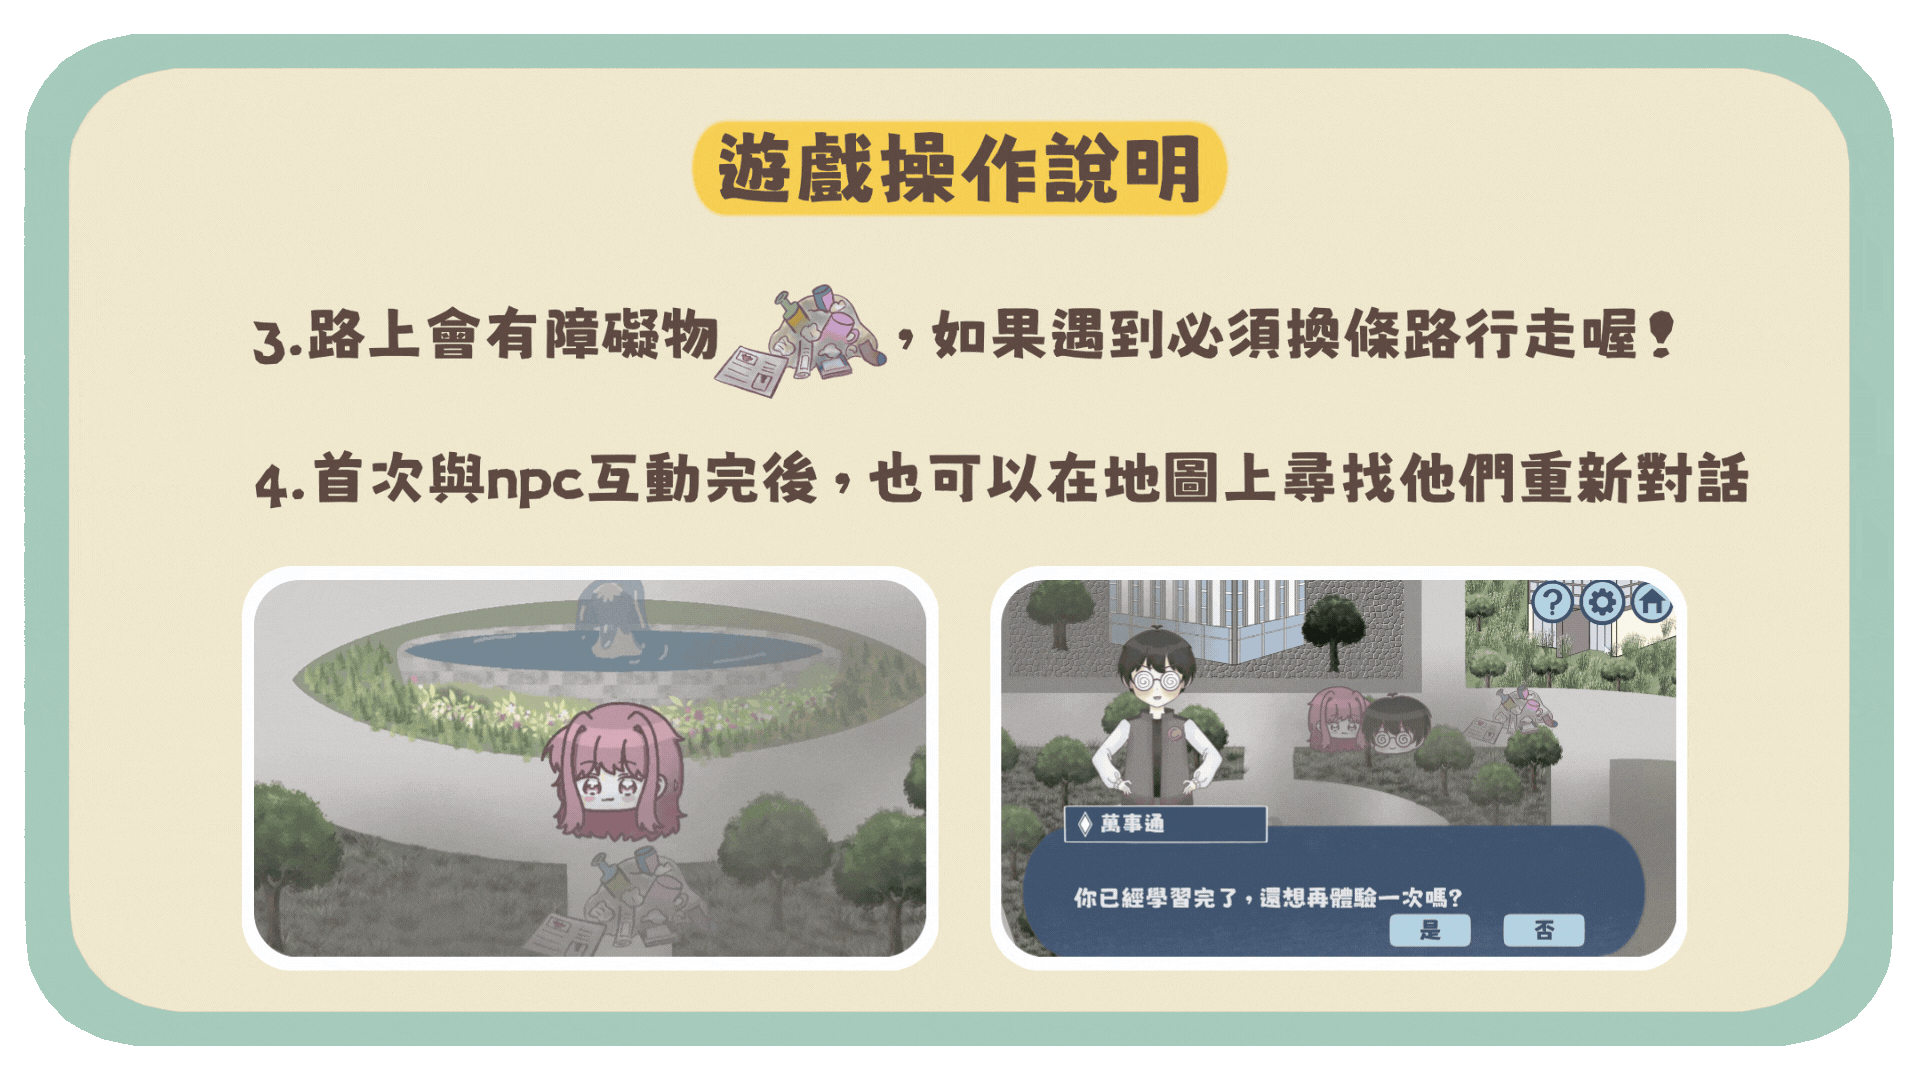 遊戲操作說明
3.路上會有障礙物，如果遇到必須換條路行走喔!
4.首次與npc互動完後，也可以在地圖上尋找他們重新對話
?
萬事通
你已經學習完了，還想再體驗一次嗎?
是 否